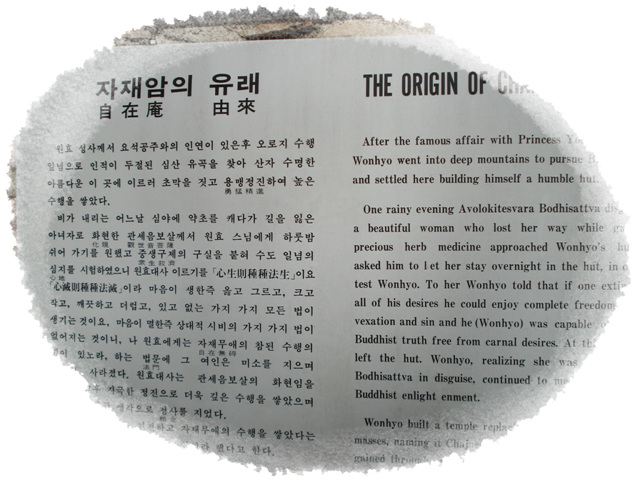 자재암의 유래
自在庵 由來
원효 성사께서 요석공주와의 인연이 있은후 오로지 수행
일념으로 인적이 두절된 심산 유곡을 찾아 산자 수명한
아름다운 이 곳에 이르러 초막을 짓고 용맹정진하여 높은
勇猛精進
수행을 쌓았다.
비가 내리는 어느날 심야에 약초를 캐다가 길을 잃은
아녀자로 화현한 관세음보살께서 원효 스님에게 하룻밤
化現 觀世音菩薩
쉬어 가기를 원했고 중생구제의 구실을 붙혀 수도 일념의
衆生救濟
심지를 시험하였으니 원효대사 이르기를 「心生則種種法生」이요
心地
「心滅則種種法滅」이라 마음이 생한즉 옳고 그르고, 크고
작고, 깨끗하고 더럽고, 있고 없는 가지 가지 모든 법이
생기는것이요, 마음이 멸한즉 상대적 시비의 가지 가지 법이
없어지는 것이니, 나 원효에게는 자재무애의 참된 수행의
自在無碍
있노라, 하는 법문에 그 여인은 미소를 지으며
法門
사라졌다. 원효대사는 관세음보살의 화현임을
정진으로 더욱 깊은 수행을 쌓았으며
정사를 지었다.
자재무애의 수행을 쌓았다는
한다.
THE ORIGIN OF
After the famous affair with Princess
Wonhyo went into deep mountains to pursue
and settled here building himself a humble hut.
One rainy evening Avolokitesvara Bodhisattva
a beautiful woman who lost her way while
precious herb medicine approached Wonhyo's
asked him to let her stay overnight in the hut, in
test Wonhyo. To her Wonhyo told that if one
all of his desires he could enjoy complete freedom
vexation and sin and he (Wonhyo) was capable
Buddhist truth free from carnal desires. At
left the hut. Wonhyo, realizing she was
Bodhisattva in disguise, continued to
Buddhist enlight enment.
Wonhyo built a temple
masses, naming it
gained